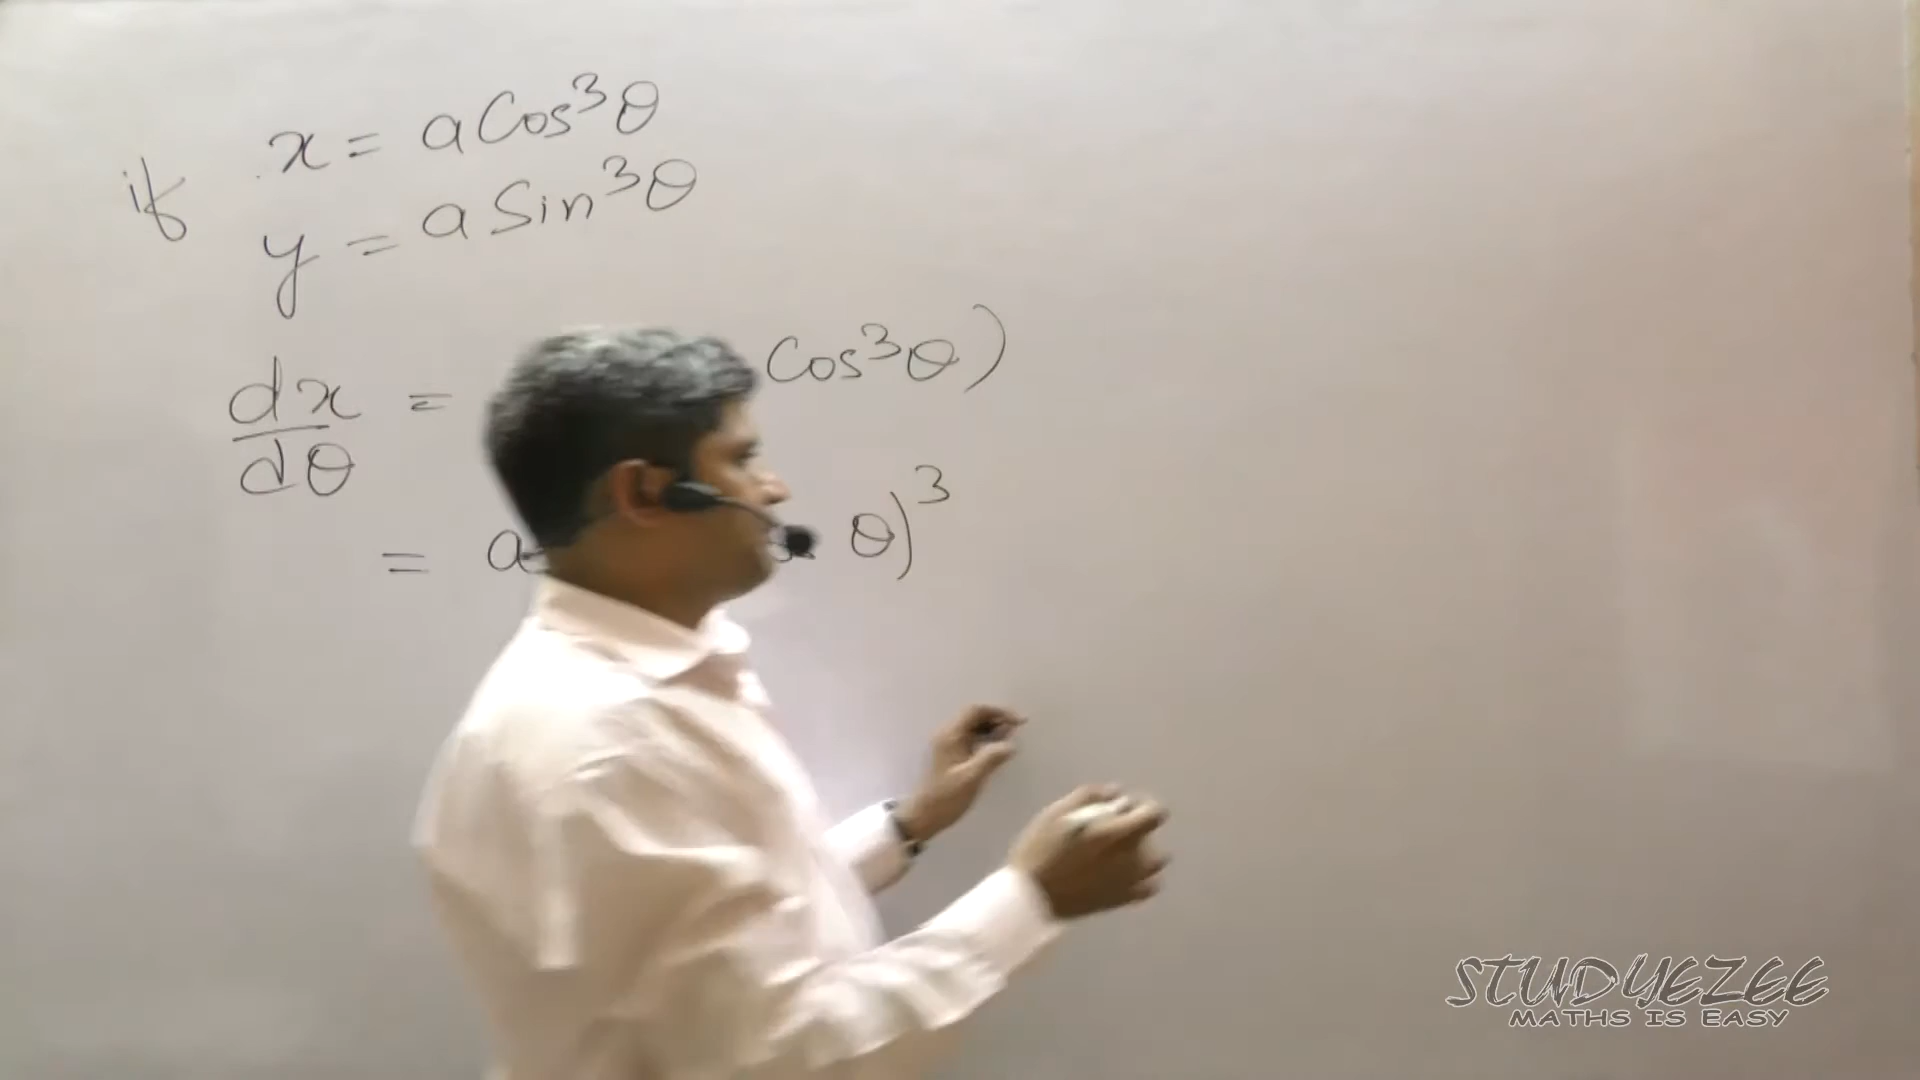 if x = a Cos³θ
y = a Sin³θ
dx/dθ = Cos³θ)
= a θ)³
STUDYEZEE
MATHS IS EASY